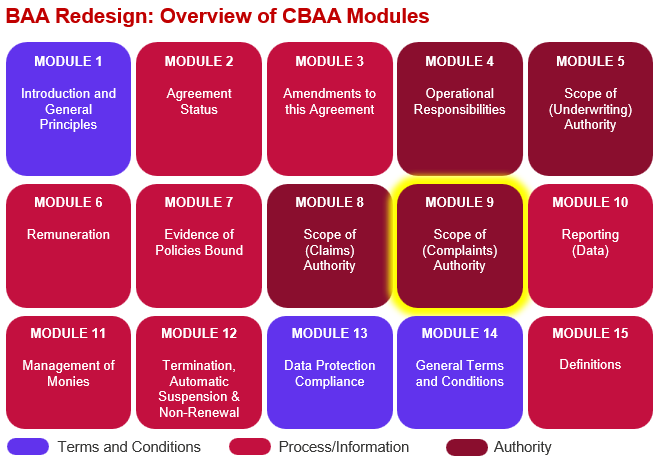 BAA Redesign: Overview of CBAA Modules
MODULE 1
Introduction and
General
Principles
MODULE 2
Agreement
Status
MODULE 3
Amendments to
this Agreement
MODULE 4
Operational
Responsibilities
MODULE 5
Scope of
(Underwriting)
Authority
MODULE 6
Remuneration
MODULE 7
Evidence of
Policies Bound
MODULE 8
Scope of
(Claims)
Authority
MODULE 9
Scope of
(Complaints)
Authority
MODULE 10
Reporting
(Data)
MODULE 11
Management of
Monies
MODULE 12
Termination,
Automatic
Suspension &
Non-Renewal
MODULE 13
Data Protection
Compliance
MODULE 14
General Terms
and Conditions
MODULE 15
Definitions
Terms and Conditions
Process/Information
Authority